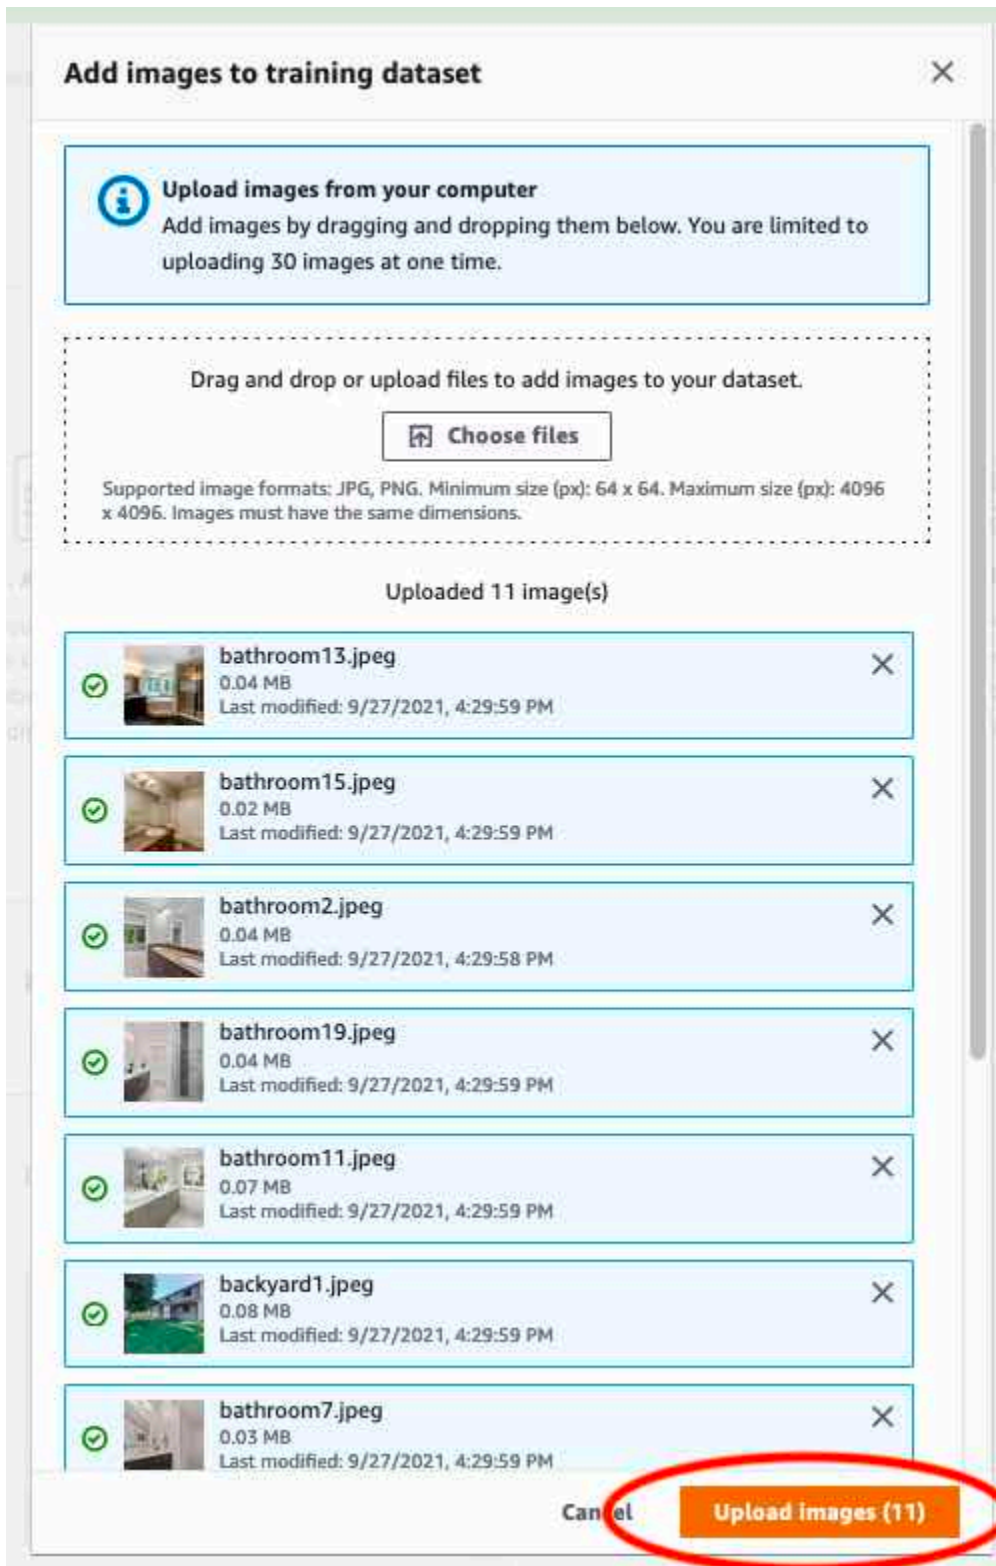 Add images to training dataset
Upload images from your computer
Add images by dragging and dropping them below. You are limited to
uploading 30 images at one time.
Drag and drop or upload files to add images to your dataset.
Choose files
Supported image formats: JPG, PNG. Minimum size (px): 64 x 64. Maximum size (px): 4096
x 4096. Images must have the same dimensions.
Uploaded 11 image(s)
bathroom13.jpeg
0.04 MB
Last modified: 9/27/2021, 4:29:59 PM
bathroom15.jpeg
0.02 MB
Last modified: 9/27/2021, 4:29:59 PM
bathroom2.jpeg
0.04 MB
Last modified: 9/27/2021, 4:29:58 PM
bathroom19.jpeg
0.04 MB
Last modified: 9/27/2021, 4:29:59 PM
bathroom11.jpeg
0.07 MB
Last modified: 9/27/2021, 4:29:59 PM
backyard1.jpeg
0.08 MB
Last modified: 9/27/2021, 4:29:59 PM
bathroom7.jpeg
0.03 MB
Last modified: 9/27/2021, 4:29:59 PM
Cancel
Upload images (11)